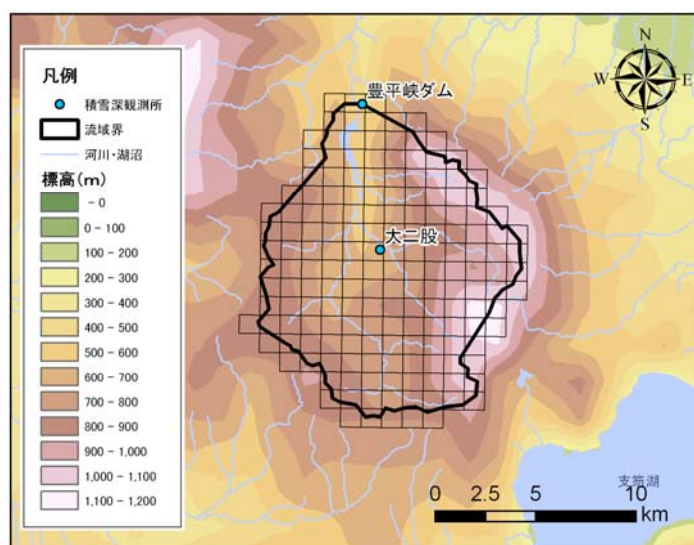 凡例
積雪深観測所
流域界
河川・湖沼
標高(m)
- 0
0 - 100
100 - 200
200 - 300
300 - 400
400 - 500
500 - 600
600 - 700
700 - 800
800 - 900
900 - 1,000
1,000 - 1,100
1,100 - 1,200
豊平峡ダム
大二股
N
W
E
S
支笏湖
0 2.5 5 10
km